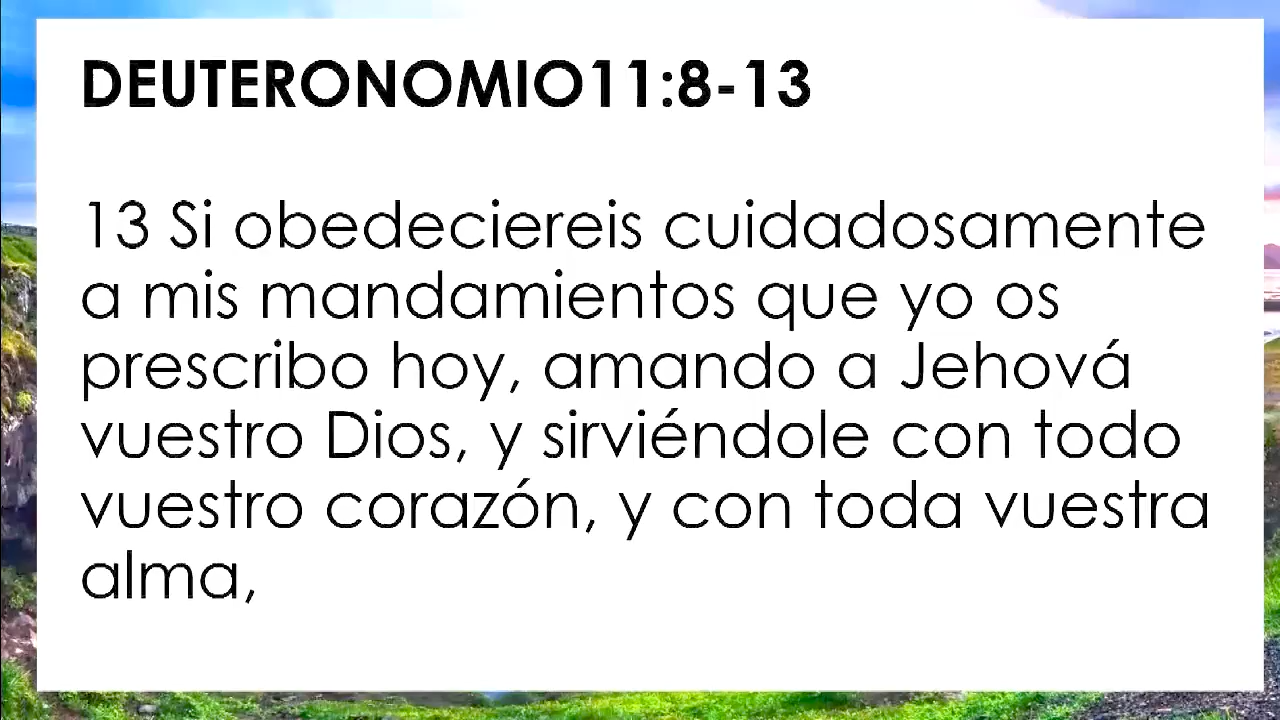 DEUTERONOMIO11:8-13
13 Si obedeciereis cuidadosamente
a mis mandamientos que yo os
prescribo hoy, amando a Jehová
vuestro Dios, y sirviéndole con todo
vuestro corazón, y con toda vuestra
alma,